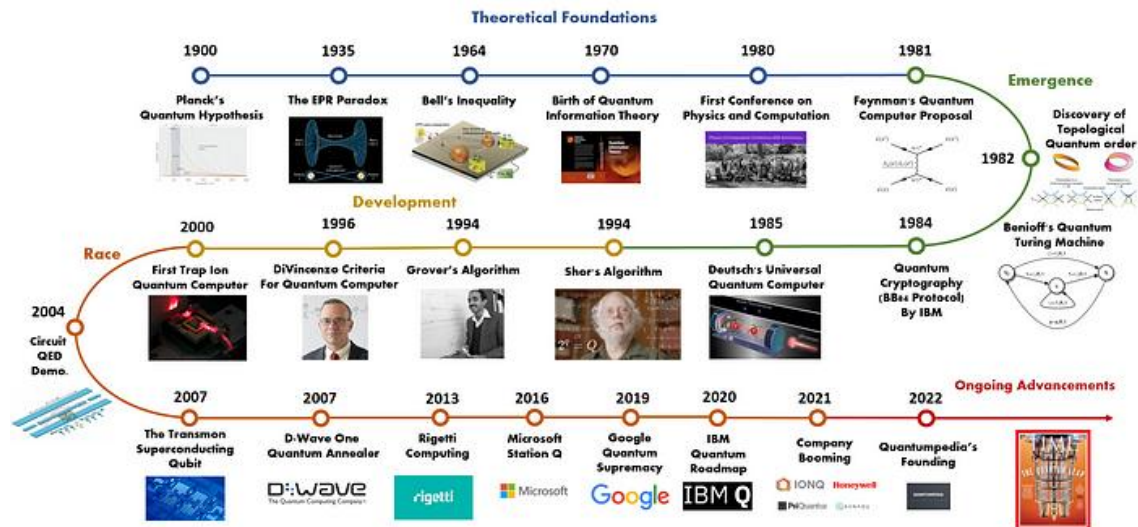 Theoretical Foundations
1900
1935
1964
1970
1980
1981
Planck's
Quantum Hypothesis
The EPR Paradox
Bell's Inequality
Birth of Quantum
Information Theory
First Conference on
Physics and Computation
Feynman's Quantum
Computer Proposal
Emergence
1982
Discovery of
Topological
Quantum order
Benioff's Quantum
Turing Machine
Development
2000
1996
1994
1994
1985
1984
First Trap Ion
Quantum Computer
DiVincenzo Criteria
For Quantum Computer
Grover's Algorithm
Shor's Algorithm
Deutsch's Universal
Quantum Computer
Quantum
Cryptography
(BB84 Protocol)
By IBM
Race
2004
Circuit
QED
Demo.
Ongoing Advancements
2007
2007
2013
2016
2019
2020
2021
2022
The Transmon
Superconducting
Qubit
D-Wave One
Quantum Annealer
Rigetti
Computing
Microsoft
Station Q
Google
Quantum
Supremacy
IBM
Quantum
Roadmap
Company
Booming
Quantumpedia's
Founding
D:WAVE
The Quantum Computing Company
rigetti
Microsoft
Google
IBM Q
IONQ
Honeywell
PsiQuantum
THE QUANTUM LEAP